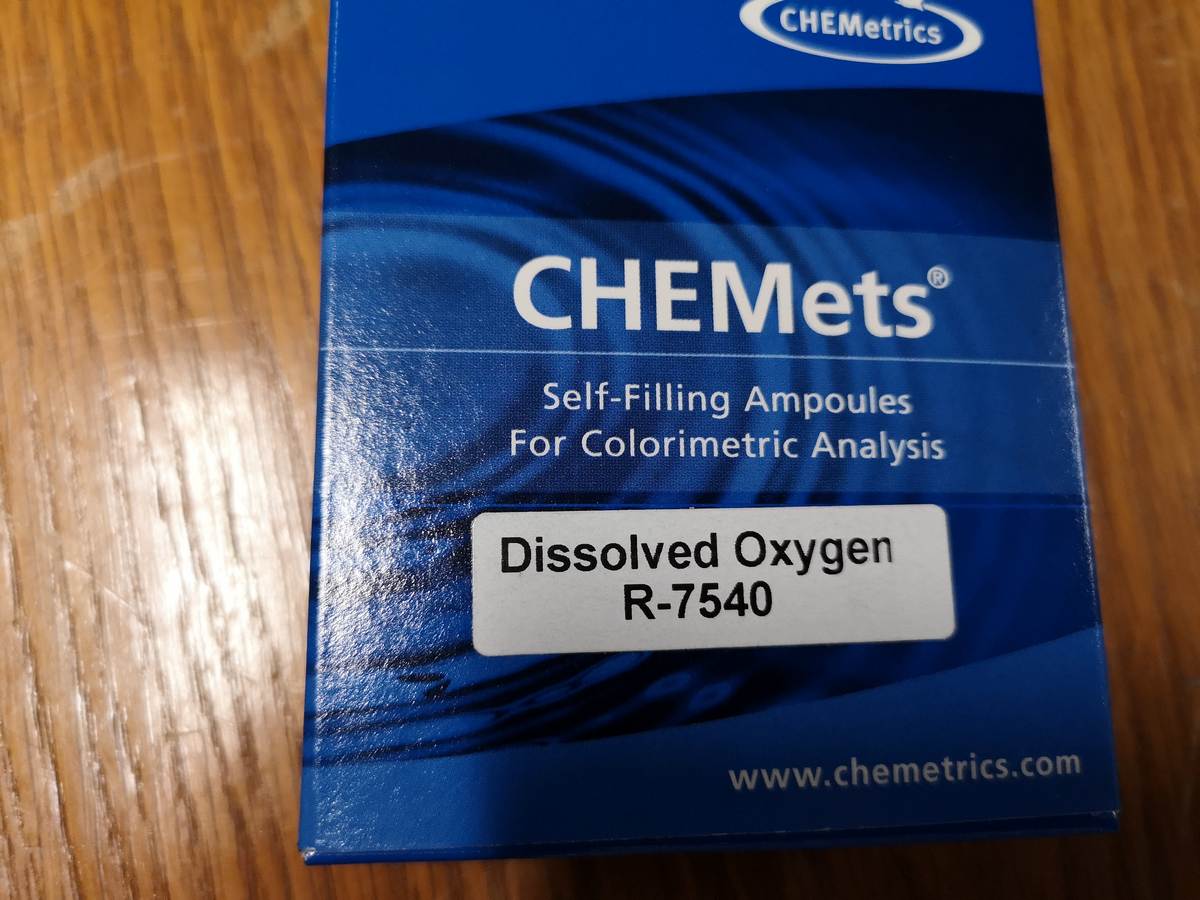 CHEMetrics
CHEMets®
Self-Filling Ampoules
For Colorimetric Analysis
Dissolved Oxygen
R-7540
www.chemetrics.com